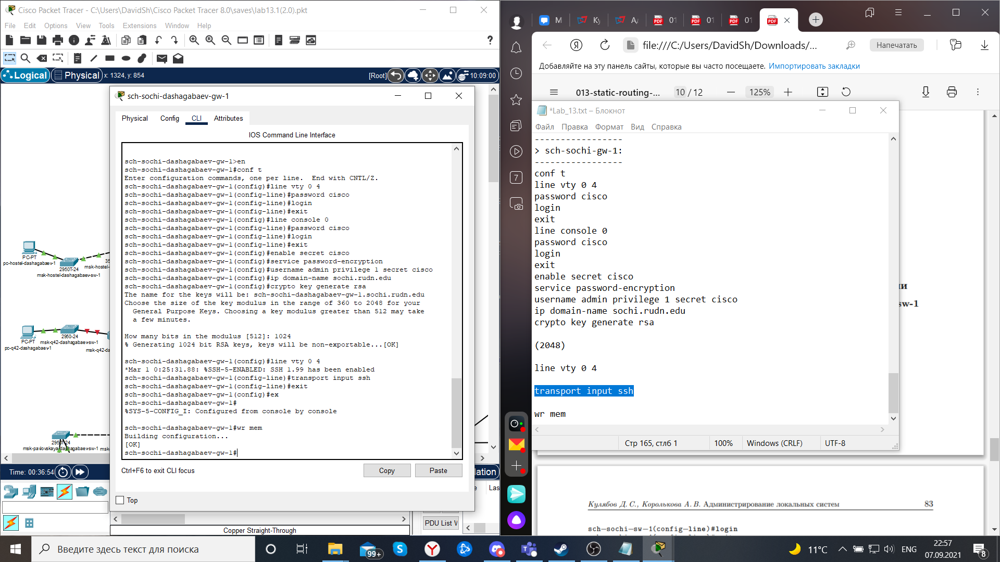 Cisco Packet Tracer - C:\Users\DavidSh\Cisco Packet Tracer 8.0\saves\lab13.1(2.0).pkt
File Edit Options View Tools Extensions Window Help
Logical Physical x: 1324, y: 854 [Root] 10:09:00
sch-sochi-dashagabaev-gw-1
Physical Config CLI Attributes
IOS Command Line Interface
sch-sochi-dashagabaev-gw-1>en
sch-sochi-dashagabaev-gw-1#conf t
Enter configuration commands, one per line.  End with CNTL/Z.
sch-sochi-dashagabaev-gw-1(config)#line vty 0 4
sch-sochi-dashagabaev-gw-1(config-line)#password cisco
sch-sochi-dashagabaev-gw-1(config-line)#login
sch-sochi-dashagabaev-gw-1(config-line)#exit
sch-sochi-dashagabaev-gw-1(config)#line console 0
sch-sochi-dashagabaev-gw-1(config-line)#password cisco
sch-sochi-dashagabaev-gw-1(config-line)#login
sch-sochi-dashagabaev-gw-1(config-line)#exit
sch-sochi-dashagabaev-gw-1(config)#enable secret cisco
sch-sochi-dashagabaev-gw-1(config)#service password-encryption
sch-sochi-dashagabaev-gw-1(config)#username admin privilege 1 secret cisco
sch-sochi-dashagabaev-gw-1(config)#ip domain-name sochi.rudn.edu
sch-sochi-dashagabaev-gw-1(config)#crypto key generate rsa
The name for the keys will be: sch-sochi-dashagabaev-gw-1.sochi.rudn.edu
Choose the size of the key modulus in the range of 360 to 2048 for your
General Purpose Keys. Choosing a key modulus greater than 512 may take
a few minutes.
How many bits in the modulus [512]: 1024
% Generating 1024 bit RSA keys, keys will be non-exportable...[OK]
sch-sochi-dashagabaev-gw-1(config)#line vty 0 4
*Mar 1 0:25:31.88: %SSH-5-ENABLED: SSH 1.99 has been enabled
sch-sochi-dashagabaev-gw-1(config-line)#transport input ssh
sch-sochi-dashagabaev-gw-1(config-line)#exit
sch-sochi-dashagabaev-gw-1(config)#ex
sch-sochi-dashagabaev-gw-1#
%SYS-5-CONFIG_I: Configured from console by console
sch-sochi-dashagabaev-gw-1#wr mem
Building configuration...
[OK]
sch-sochi-dashagabaev-gw-1#
Ctrl+F6 to exit CLI focus Copy Paste
Top
PC-PT
pc-hostel-dashagabaev-1
2950T-24
msk-hostel-dashagabaev-sw-1
35
msk-hostel-
PC-PT
pc-q42-dashagabaev-1
2950-24
msk-q42-dashagabaev-sw-1
msk-q42-d
2950T-24
msk-pavlovskaya-dashagabaev-sw-1 msk-
Time: 00:36:54
lation
e Las
PDU List W
Copper Straight-Through
file:///C:/Users/DavidSh/Downloads/... Напечатать
Добавляйте на эту панель сайты, которые вы часто посещаете. Импортировать закладки
013-static-routing-... 10 / 12 125%
*Lab_13.txt – Блокнот
Файл Правка Формат Вид Справка
-----------------
> sch-sochi-gw-1:
-----------------
conf t
line vty 0 4
password cisco
login
exit
line console 0
password cisco
login
exit
enable secret cisco
service password-encryption
username admin privilege 1 secret cisco
ip domain-name sochi.rudn.edu
crypto key generate rsa
(2048)
line vty 0 4
transport input ssh
wr mem
Стр 165, стлб 1 100% Windows (CRLF) UTF-8
ии
sw-1
Кулябов Д. С., Королькова А. В. Администрирование локальных систем 83
sch-sochi-sw-1(config-line)#login
7
Введите здесь текст для поиска
99+
11°C ENG 22:57
07.09.2021
8